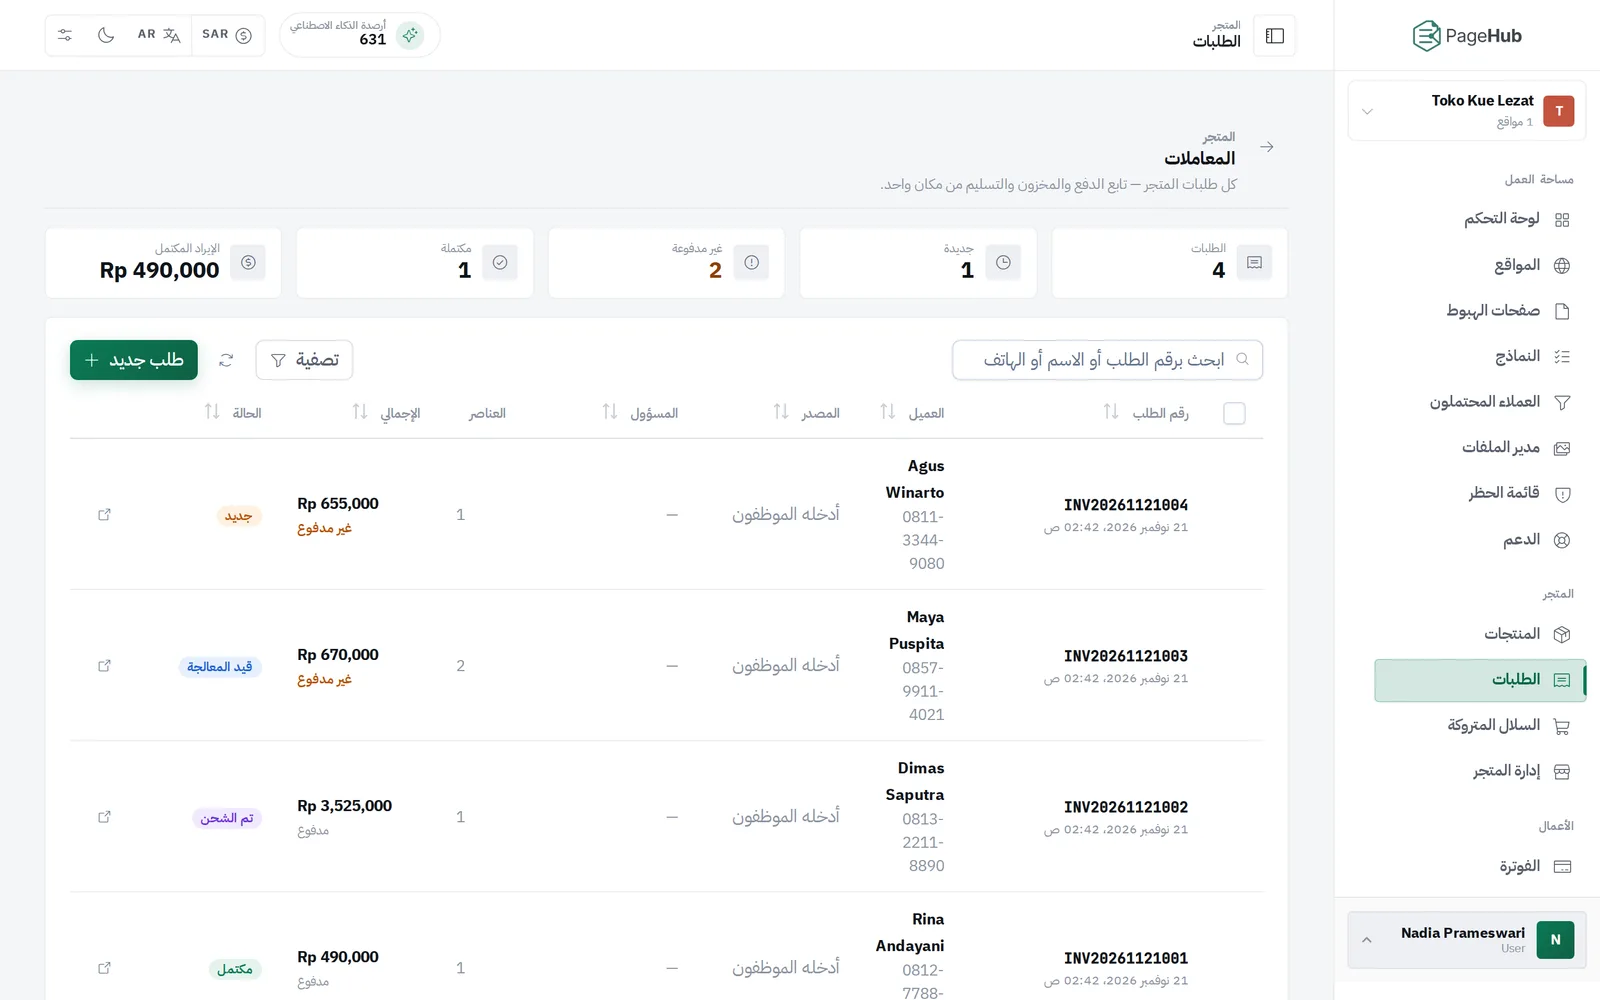 PageHub
Toko Kue Lezat
1 مواقع
T
مساحة العمل
لوحة التحكم
المواقع
صفحات الهبوط
النماذج
العملاء المحتملون
مدير الملفات
قائمة الحظر
الدعم
المتجر
المنتجات
الطلبات
السلال المتروكة
إدارة المتجر
الأعمال
الفوترة
Nadia Prameswari
User
N
المتجر
الطلبات
أرصدة الذكاء الاصطناعي
631
SAR
AR
المتجر
المعاملات
كل طلبات المتجر — تابع الدفع والمخزون والتسليم من مكان واحد.
الطلبات
4
جديدة
1
غير مدفوعة
2
مكتملة
1
الإيراد المكتمل
Rp 490,000
ابحث برقم الطلب أو الاسم أو الهاتف
تصفية
طلب جديد
رقم الطلب العميل المصدر المسؤول العناصر الإجمالي الحالة
INV20261121004
21 نوفمبر 2026، 02:42 ص
Agus
Winarto
0811-
3344-
9080
أدخله الموظفون
—
1
Rp 655,000
غير مدفوع
جديد
INV20261121003
21 نوفمبر 2026، 02:42 ص
Maya
Puspita
0857-
9911-
4021
أدخله الموظفون
—
2
Rp 670,000
غير مدفوع
قيد المعالجة
INV20261121002
21 نوفمبر 2026، 02:42 ص
Dimas
Saputra
0813-
2211-
8890
أدخله الموظفون
—
1
Rp 3,525,000
مدفوع
تم الشحن
INV20261121001
21 نوفمبر 2026، 02:42 ص
Rina
Andayani
0812-
7788-
أدخله الموظفون
—
1
Rp 490,000
مدفوع
مكتمل